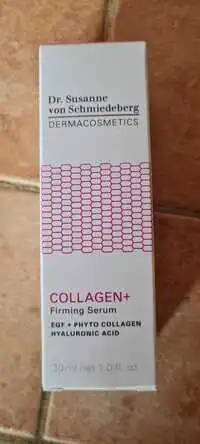 Dr. Susanne
von Schmiedeberg
DERMACOSMETICS
COLLAGEN+
Firming Serum
EGF + PHYTO COLLAGEN
HYALURONIC ACID
30 ml net 1.0 fl. oz